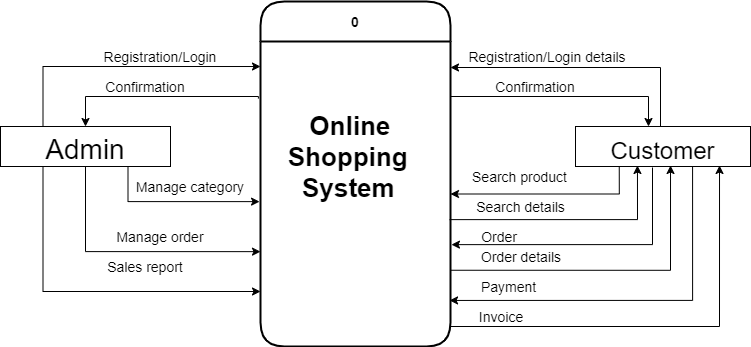 0
Registration/Login
Registration/Login details
Confirmation
Confirmation
Online
Shopping
System
Admin
Customer
Search product
Manage category
Search details
Manage order
Order
Order details
Sales report
Payment
Invoice